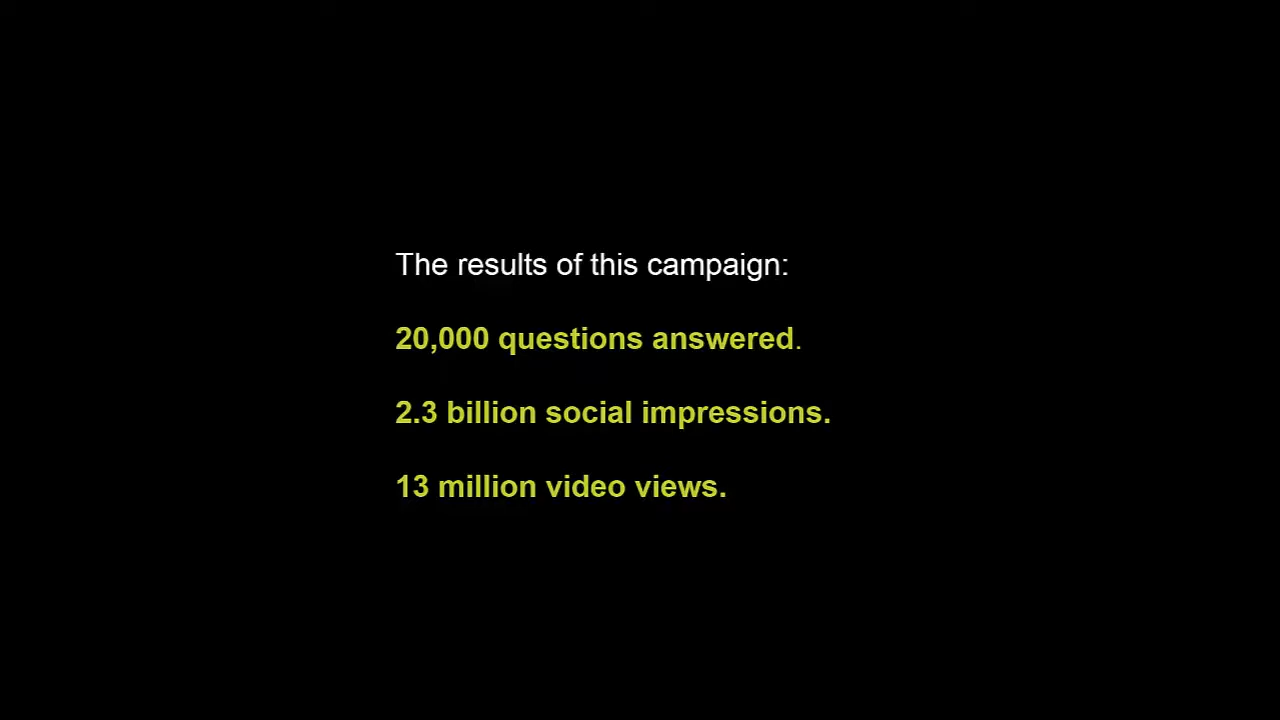 The results of this campaign:
20,000 questions answered.
2.3 billion social impressions.
13 million video views.